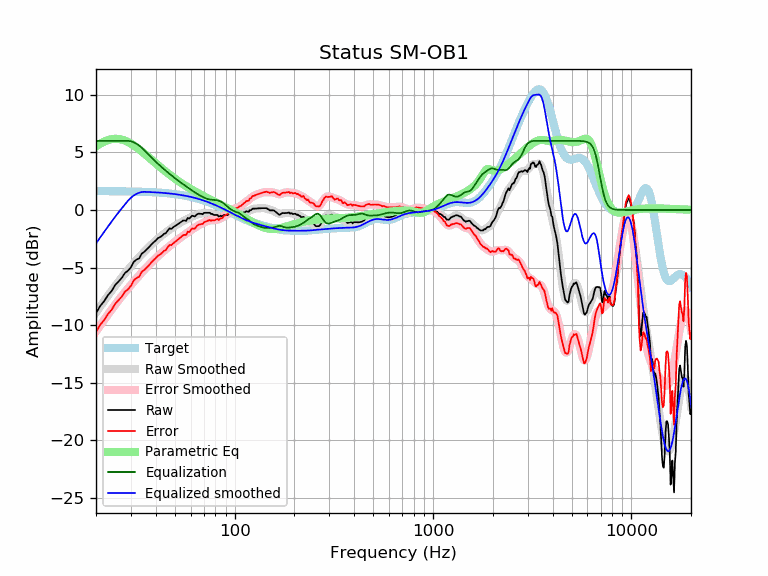 Status SM-OB1
Amplitude (dBr)
10
5
0
−5
−10
−15
−20
−25
Target
Raw Smoothed
Error Smoothed
Raw
Error
Parametric Eq
Equalization
Equalized smoothed
100
1000
10000
Frequency (Hz)